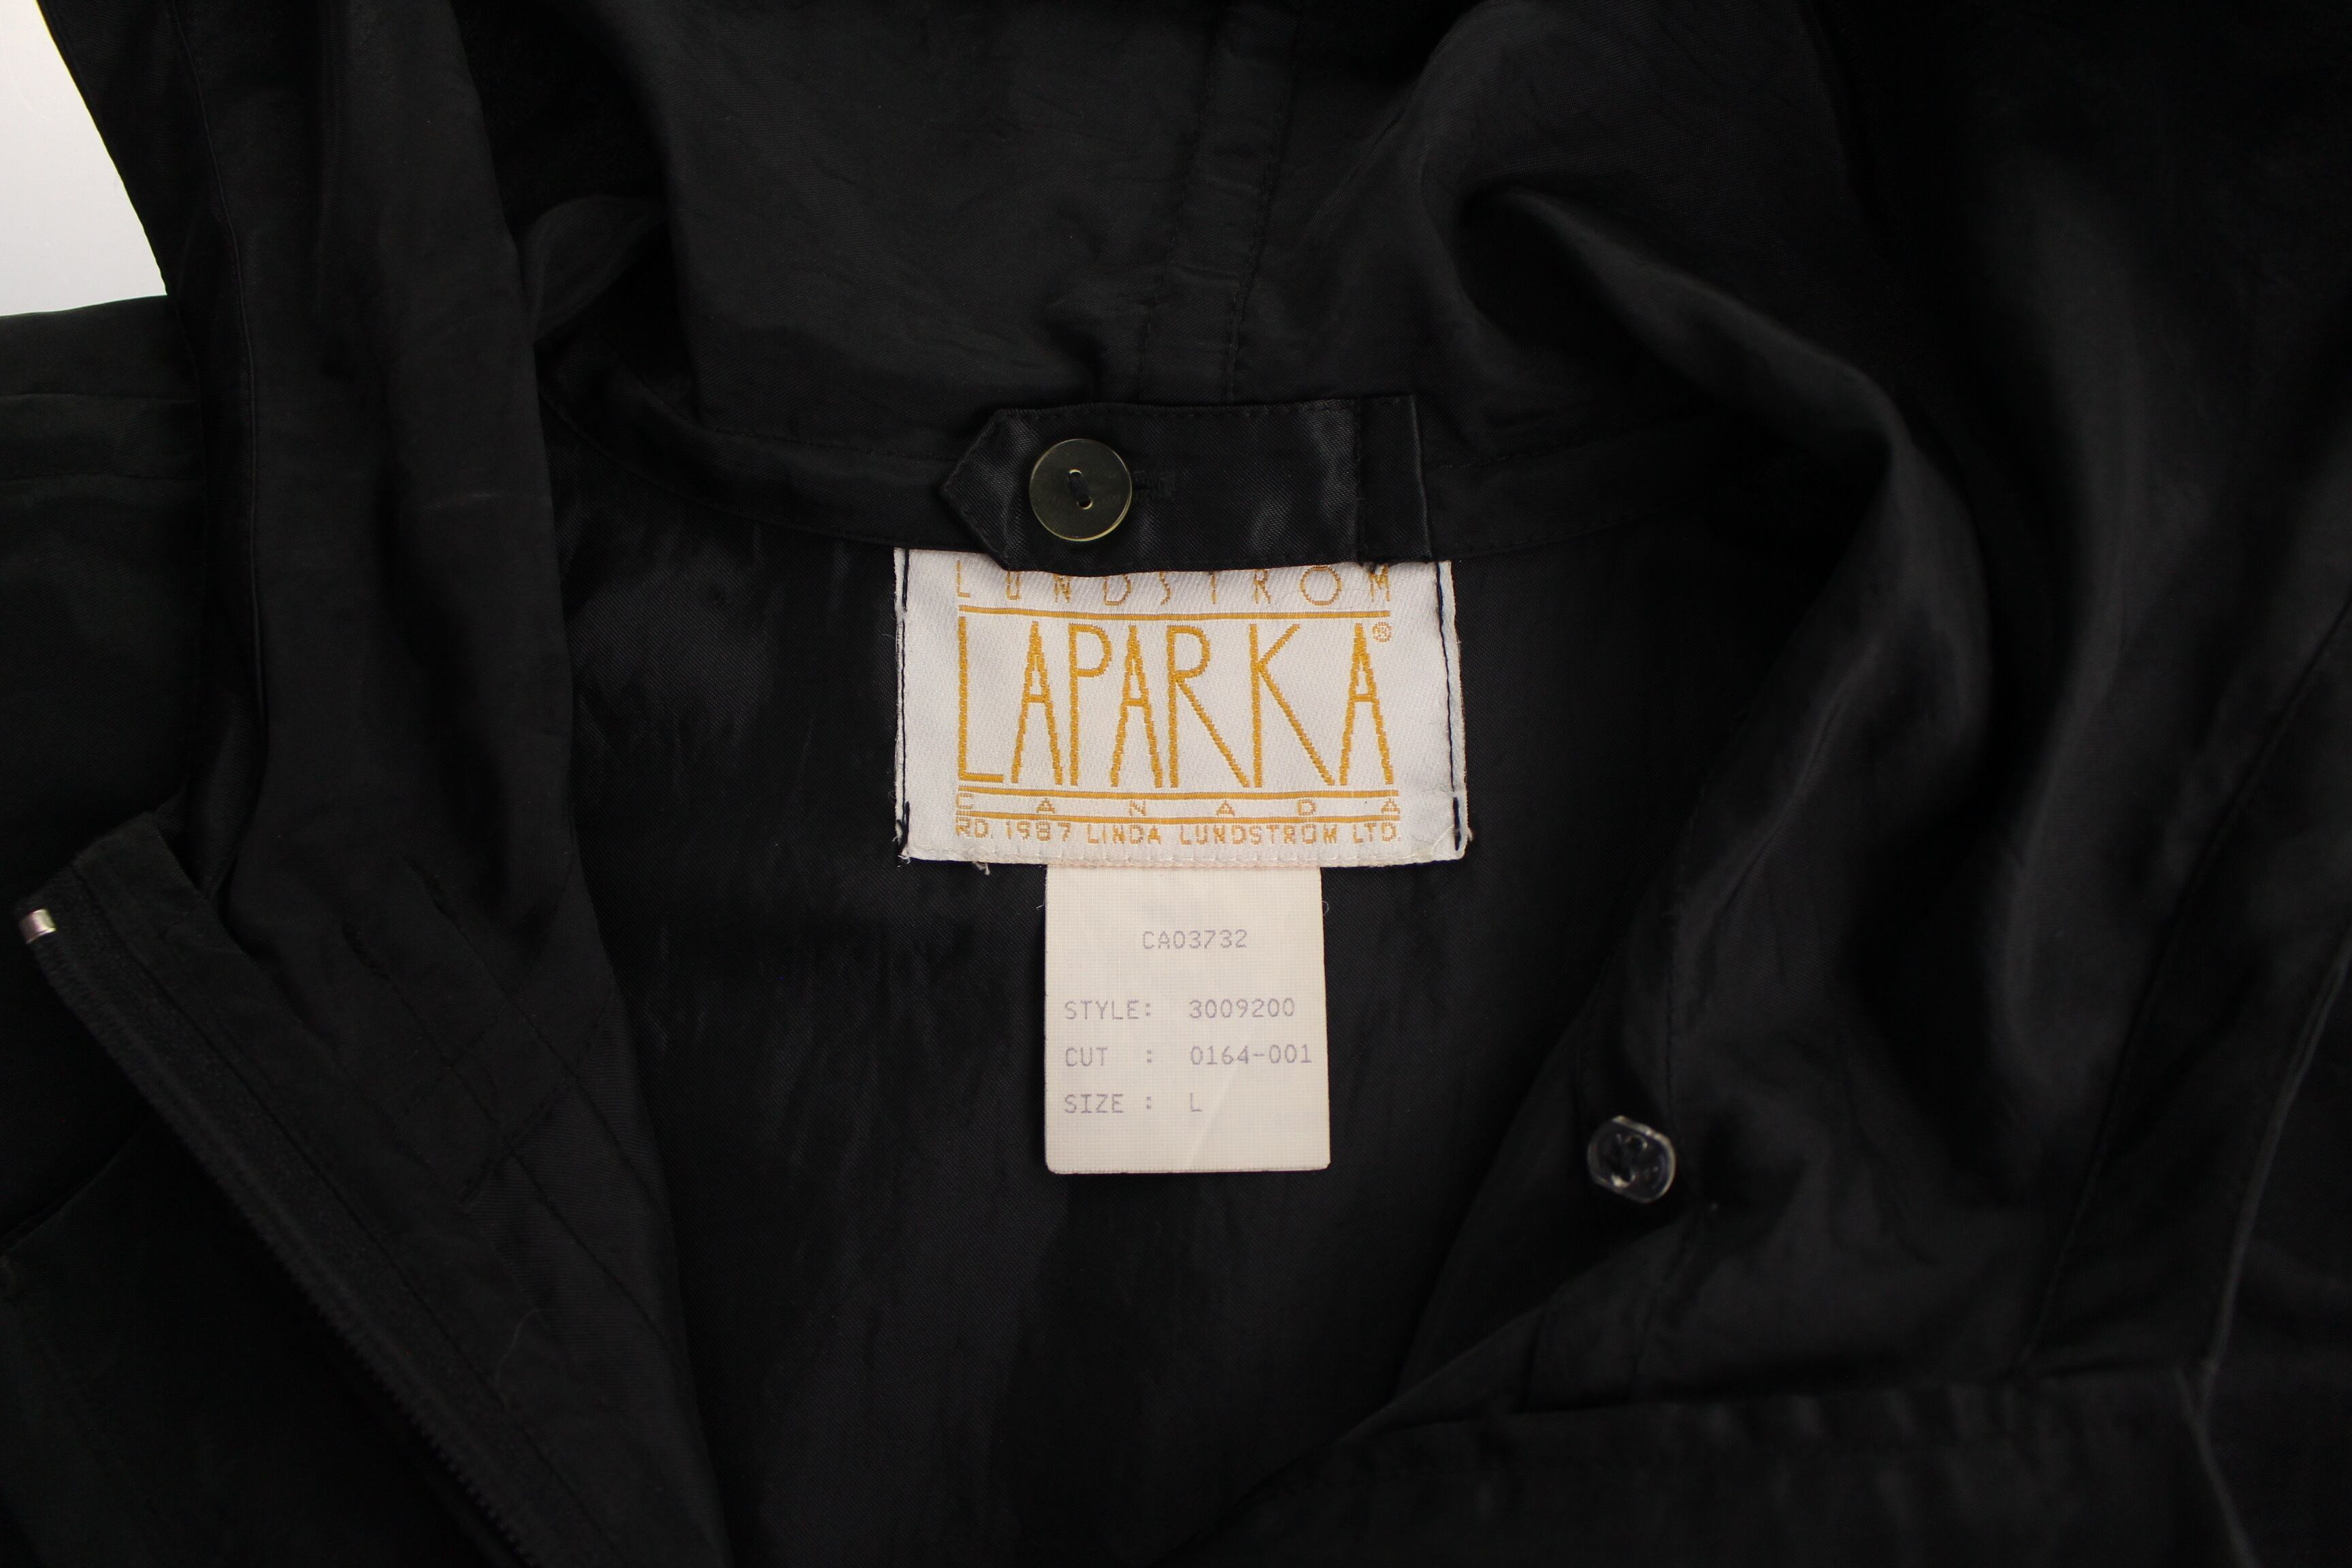 LUNDSTROM
LAPARKA®
CANADA
RD. 1987 LINDA LUNDSTROM LTD.
CA03732
STYLE: 3009200
CUT : 0164-001
SIZE : L